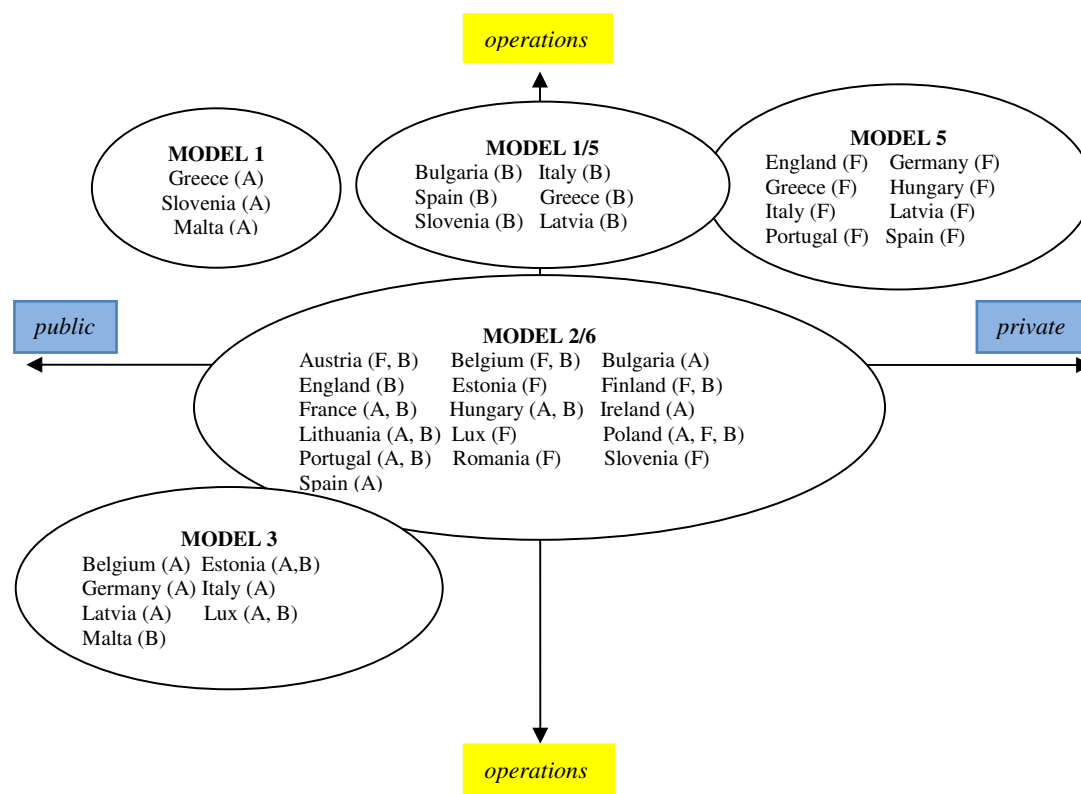 operations
MODEL 1
Greece (A)
Slovenia (A)
Malta (A)
MODEL 1/5
Bulgaria (B) Italy (B)
Spain (B) Greece (B)
Slovenia (B) Latvia (B)
MODEL 5
England (F) Germany (F)
Greece (F) Hungary (F)
Italy (F) Latvia (F)
Portugal (F) Spain (F)
public
private
MODEL 2/6
Austria (F, B) Belgium (F, B) Bulgaria (A)
England (B) Estonia (F) Finland (F, B)
France (A, B) Hungary (A, B) Ireland (A)
Lithuania (A, B) Lux (F) Poland (A, F, B)
Portugal (A, B) Romania (F) Slovenia (F)
Spain (A)
MODEL 3
Belgium (A) Estonia (A,B)
Germany (A) Italy (A)
Latvia (A) Lux (A, B)
Malta (B)
operations